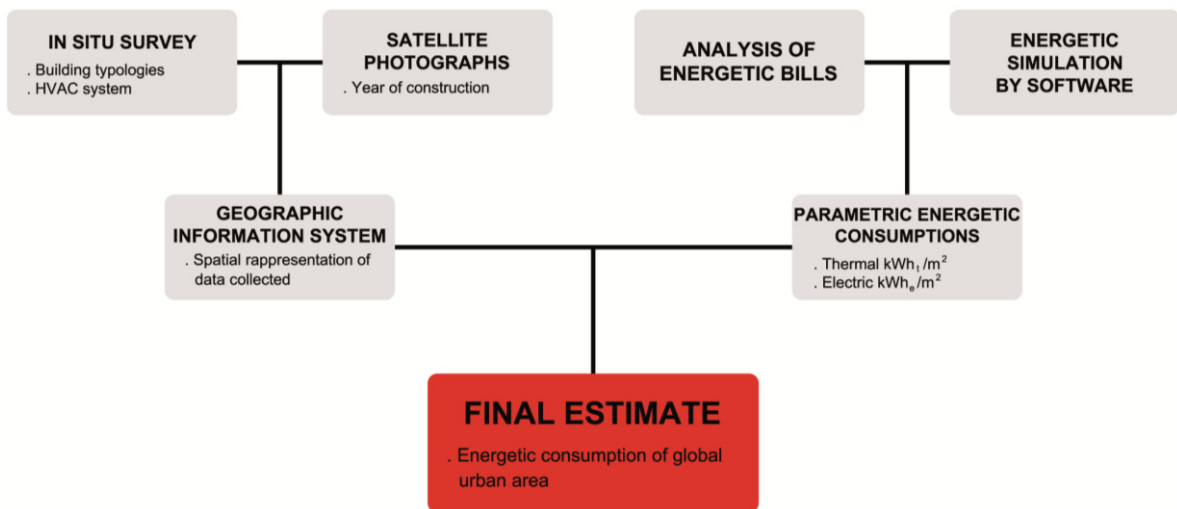 IN SITU SURVEY
. Building typologies
. HVAC system
SATELLITE
PHOTOGRAPHS
. Year of construction
ANALYSIS OF
ENERGETIC BILLS
ENERGETIC
SIMULATION
BY SOFTWARE
GEOGRAPHIC
INFORMATION SYSTEM
. Spatial rappresentation of
data collected
PARAMETRIC ENERGETIC
CONSUMPTIONS
. Thermal kWhₜ/m²
. Electric kWhₑ/m²
FINAL ESTIMATE
. Energetic consumption of global
urban area